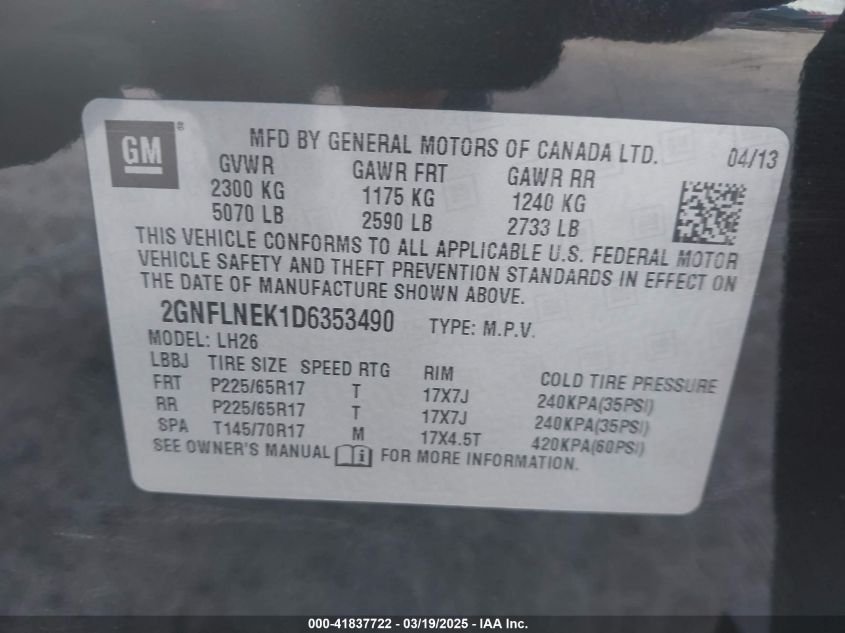 GM ®
MFD BY GENERAL MOTORS OF CANADA LTD. 04/13
GVWR GAWR FRT GAWR RR
2300 KG 1175 KG 1240 KG
5070 LB 2590 LB 2733 LB
THIS VEHICLE CONFORMS TO ALL APPLICABLE U.S. FEDERAL MOTOR
VEHICLE SAFETY AND THEFT PREVENTION STANDARDS IN EFFECT ON
THE DATE OF MANUFACTURE SHOWN ABOVE.
2GNFLNEK1D6353490 TYPE: M.P.V.
MODEL: LH26
LBBJ TIRE SIZE SPEED RTG RIM COLD TIRE PRESSURE
FRT P225/65R17 T 17X7J 240KPA(35PSI)
RR P225/65R17 T 17X7J 240KPA(35PSI)
SPA T145/70R17 M 17X4.5T 420KPA(60PSI)
SEE OWNER'S MANUAL i FOR MORE INFORMATION.
000-41837722 — 03/19/2025 - IAA Inc.